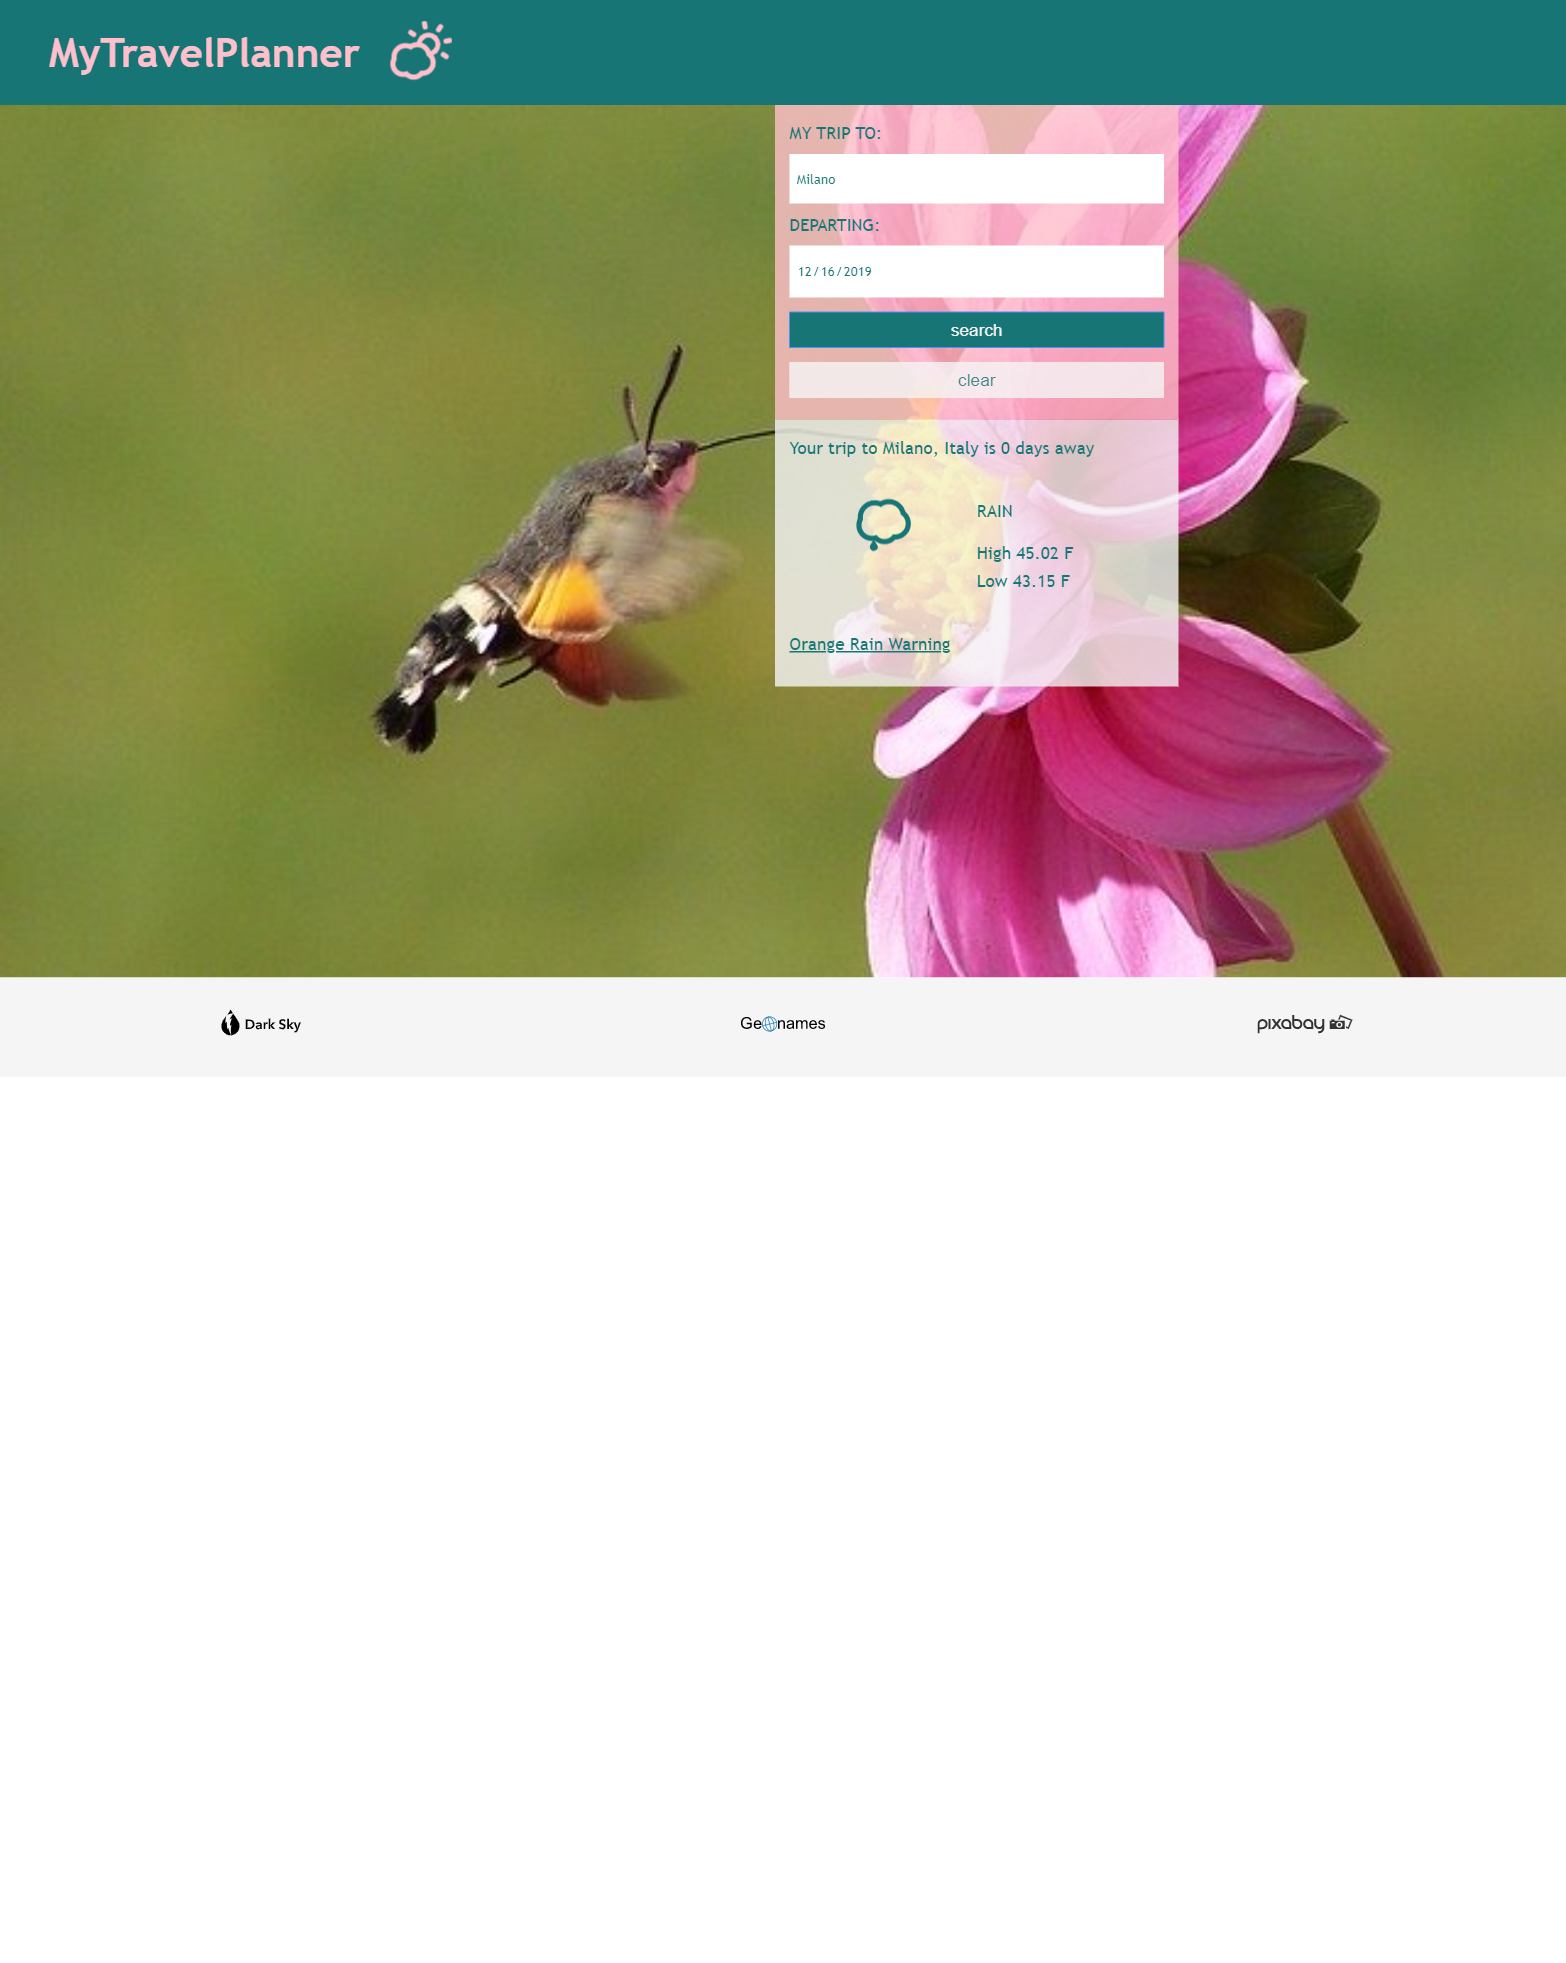 MyTravelPlanner
MY TRIP TO:
Milano
DEPARTING:
12/16/2019
search
clear
Your trip to Milano, Italy is 0 days away
RAIN
High 45.02 F
Low 43.15 F
Orange Rain Warning
Dark Sky
Geonames
pixabay